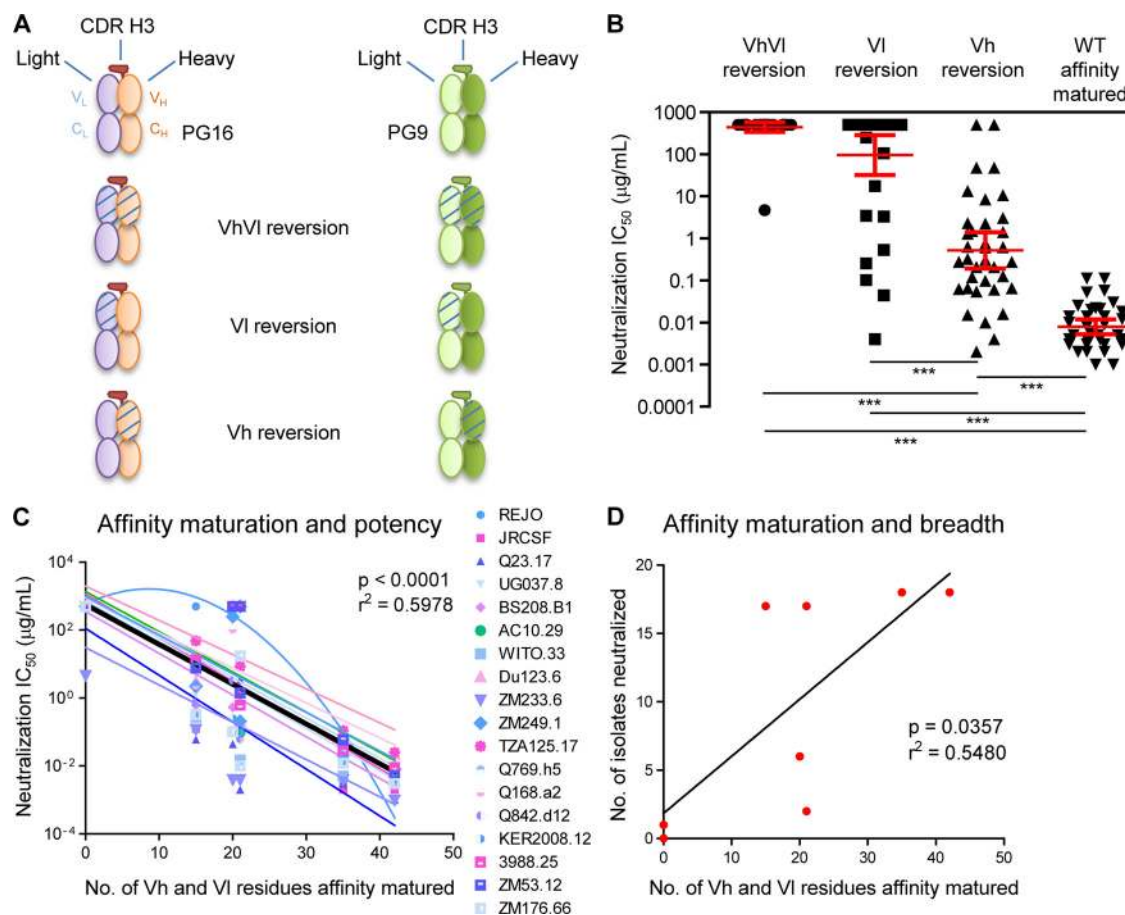 A
CDR H3
CDR H3
Light
Heavy
Light
Heavy
VL
VH
CL
CH
PG16
PG9
VhVl reversion
Vl reversion
Vh reversion
B
VhVl reversion
Vl reversion
Vh reversion
WT affinity matured
Neutralization IC50 (µg/mL)
1000
100
10
1
0.1
0.01
0.001
0.0001
***
***
***
***
***
C
Affinity maturation and potency
p < 0.0001
r² = 0.5978
Neutralization IC50 (µg/mL)
10⁴
10²
10⁰
10⁻²
10⁻⁴
0 10 20 30 40 50
No. of Vh and Vl residues affinity matured
REJO
JRCSF
Q23.17
UG037.8
BS208.B1
AC10.29
WITO.33
Du123.6
ZM233.6
ZM249.1
TZA125.17
Q769.h5
Q168.a2
Q842.d12
KER2008.12
3988.25
ZM53.12
ZM176.66
D
Affinity maturation and breadth
No. of isolates neutralized
20
15
10
5
0
p = 0.0357
r² = 0.5480
0 10 20 30 40 50
No. of Vh and Vl residues affinity matured